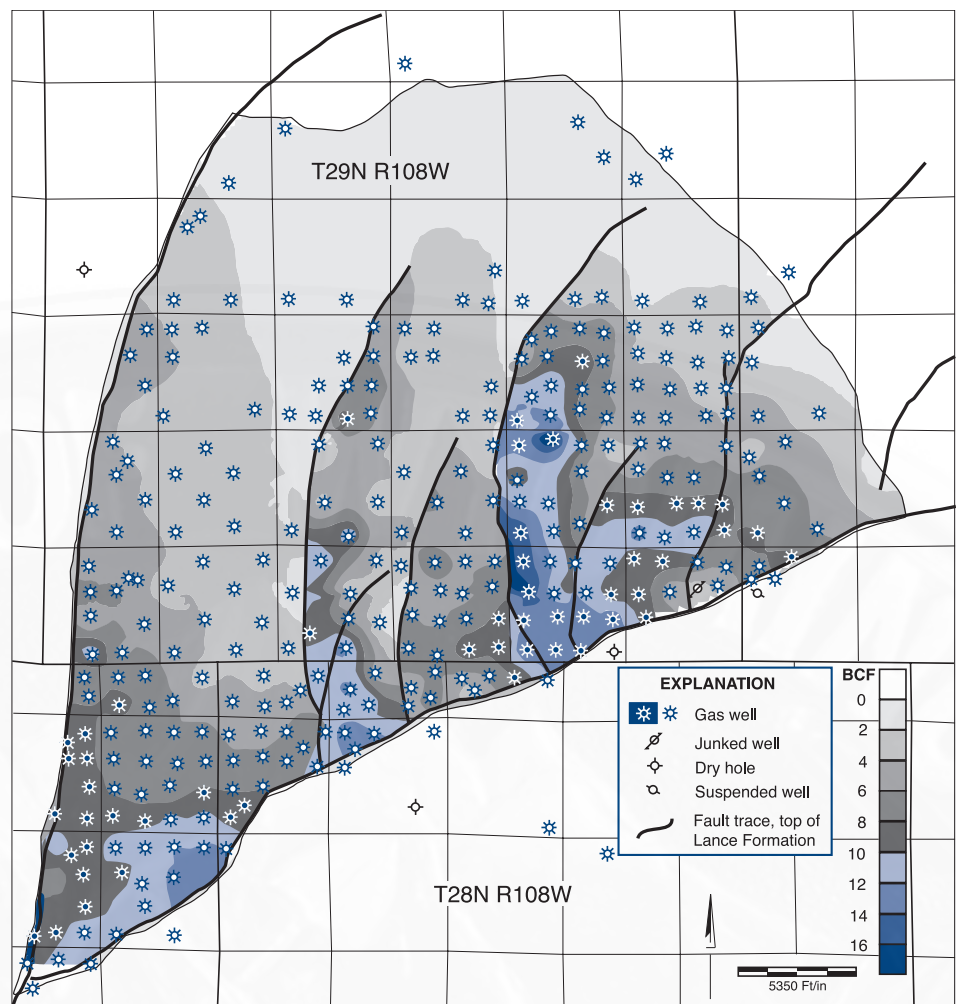 T29N R108W
EXPLANATION
Gas well
Junked well
Dry hole
Suspended well
Fault trace, top of
Lance Formation
BCF
0
2
4
6
8
10
12
14
16
T28N R108W
5350 Ft/in